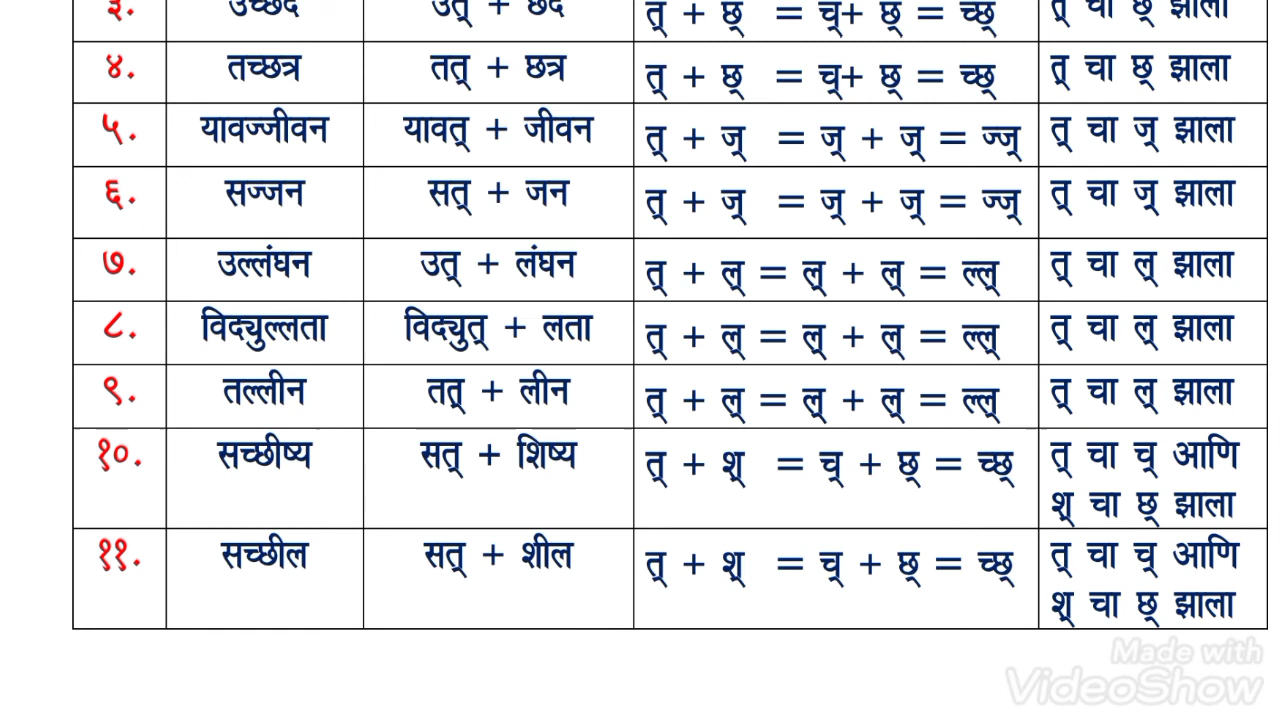 ३. उच्छेद उत् + छेद त् + छ् = च्+ छ् = च्छ् त् चा छ् झाला
४. तच्छत्र तत् + छत्र त् + छ् = च्+ छ् = च्छ् त् चा छ् झाला
५. यावज्जीवन यावत् + जीवन त् + ज् = ज् + ज् = ज्ज् त् चा ज् झाला
६. सज्जन सत् + जन त् + ज् = ज् + ज् = ज्ज् त् चा ज् झाला
७. उल्लंघन उत् + लंघन त् + ल् = ल् + ल् = ल्ल् त् चा ल् झाला
८. विद्युल्लता विद्युत् + लता त् + ल् = ल् + ल् = ल्ल् त् चा ल् झाला
९. तल्लीन तत् + लीन त् + ल् = ल् + ल् = ल्ल् त् चा ल् झाला
१०. सच्छीष्य सत् + शिष्य त् + श् = च् + छ् = च्छ् त् चा च् आणि
श् चा छ् झाला
११. सच्छील सत् + शील त् + श् = च् + छ् = च्छ् त् चा च् आणि
श् चा छ् झाला
Made with
VideoShow